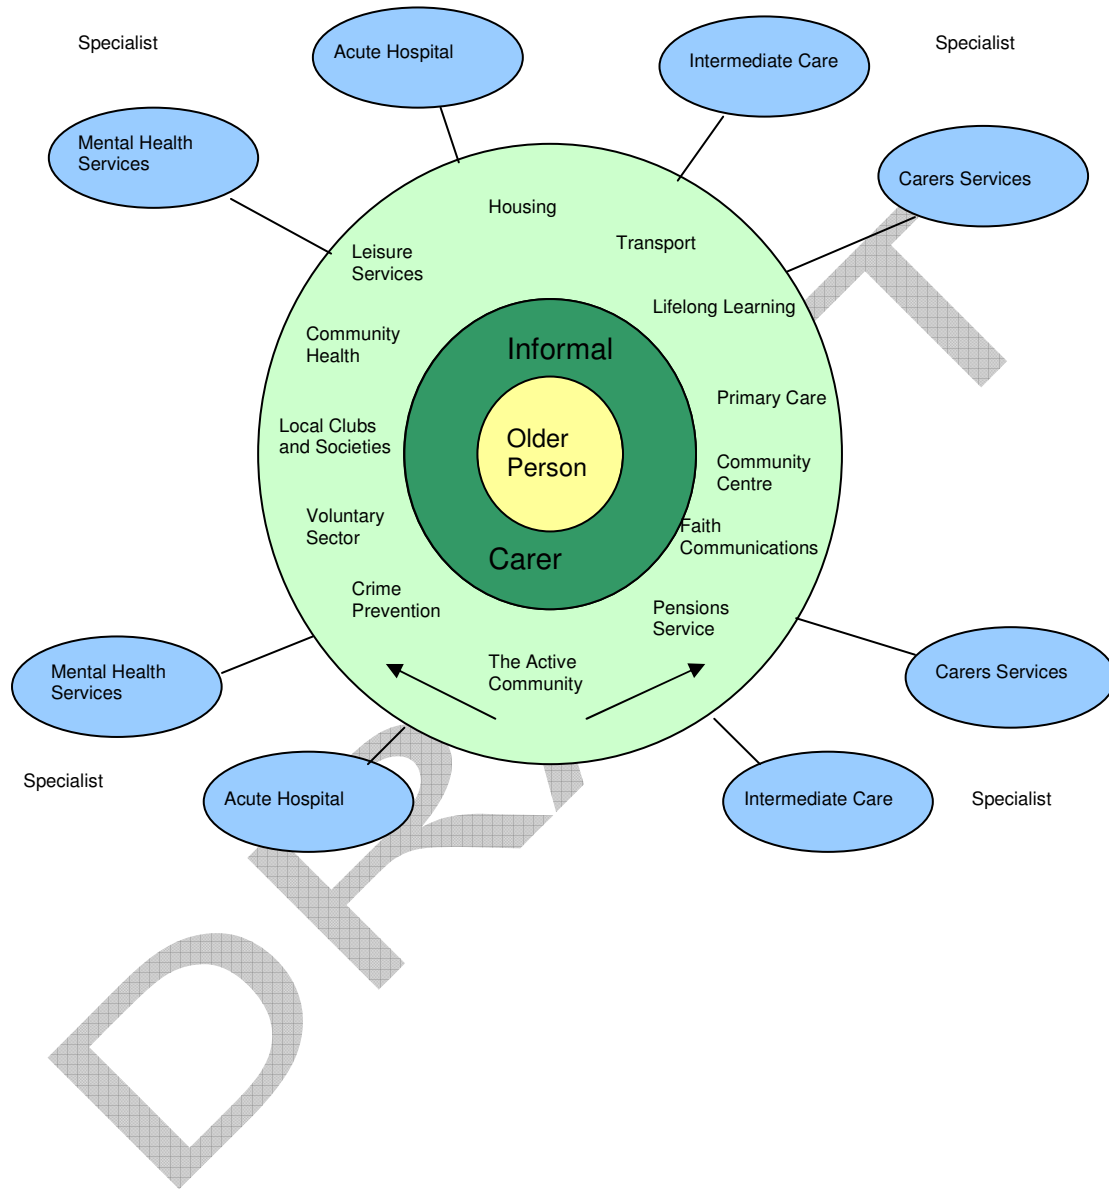 Specialist
Acute Hospital
Intermediate Care
Specialist
Mental Health
Services
Carers Services
Housing
Transport
Leisure
Services
Lifelong Learning
Community
Health
Informal
Primary Care
Local Clubs
and Societies
Older
Person
Community
Centre
Voluntary
Sector
Faith
Communications
Carer
Crime
Prevention
Pensions
Service
The Active
Community
Mental Health
Services
Carers Services
Specialist
Acute Hospital
Intermediate Care
Specialist
DRAFT